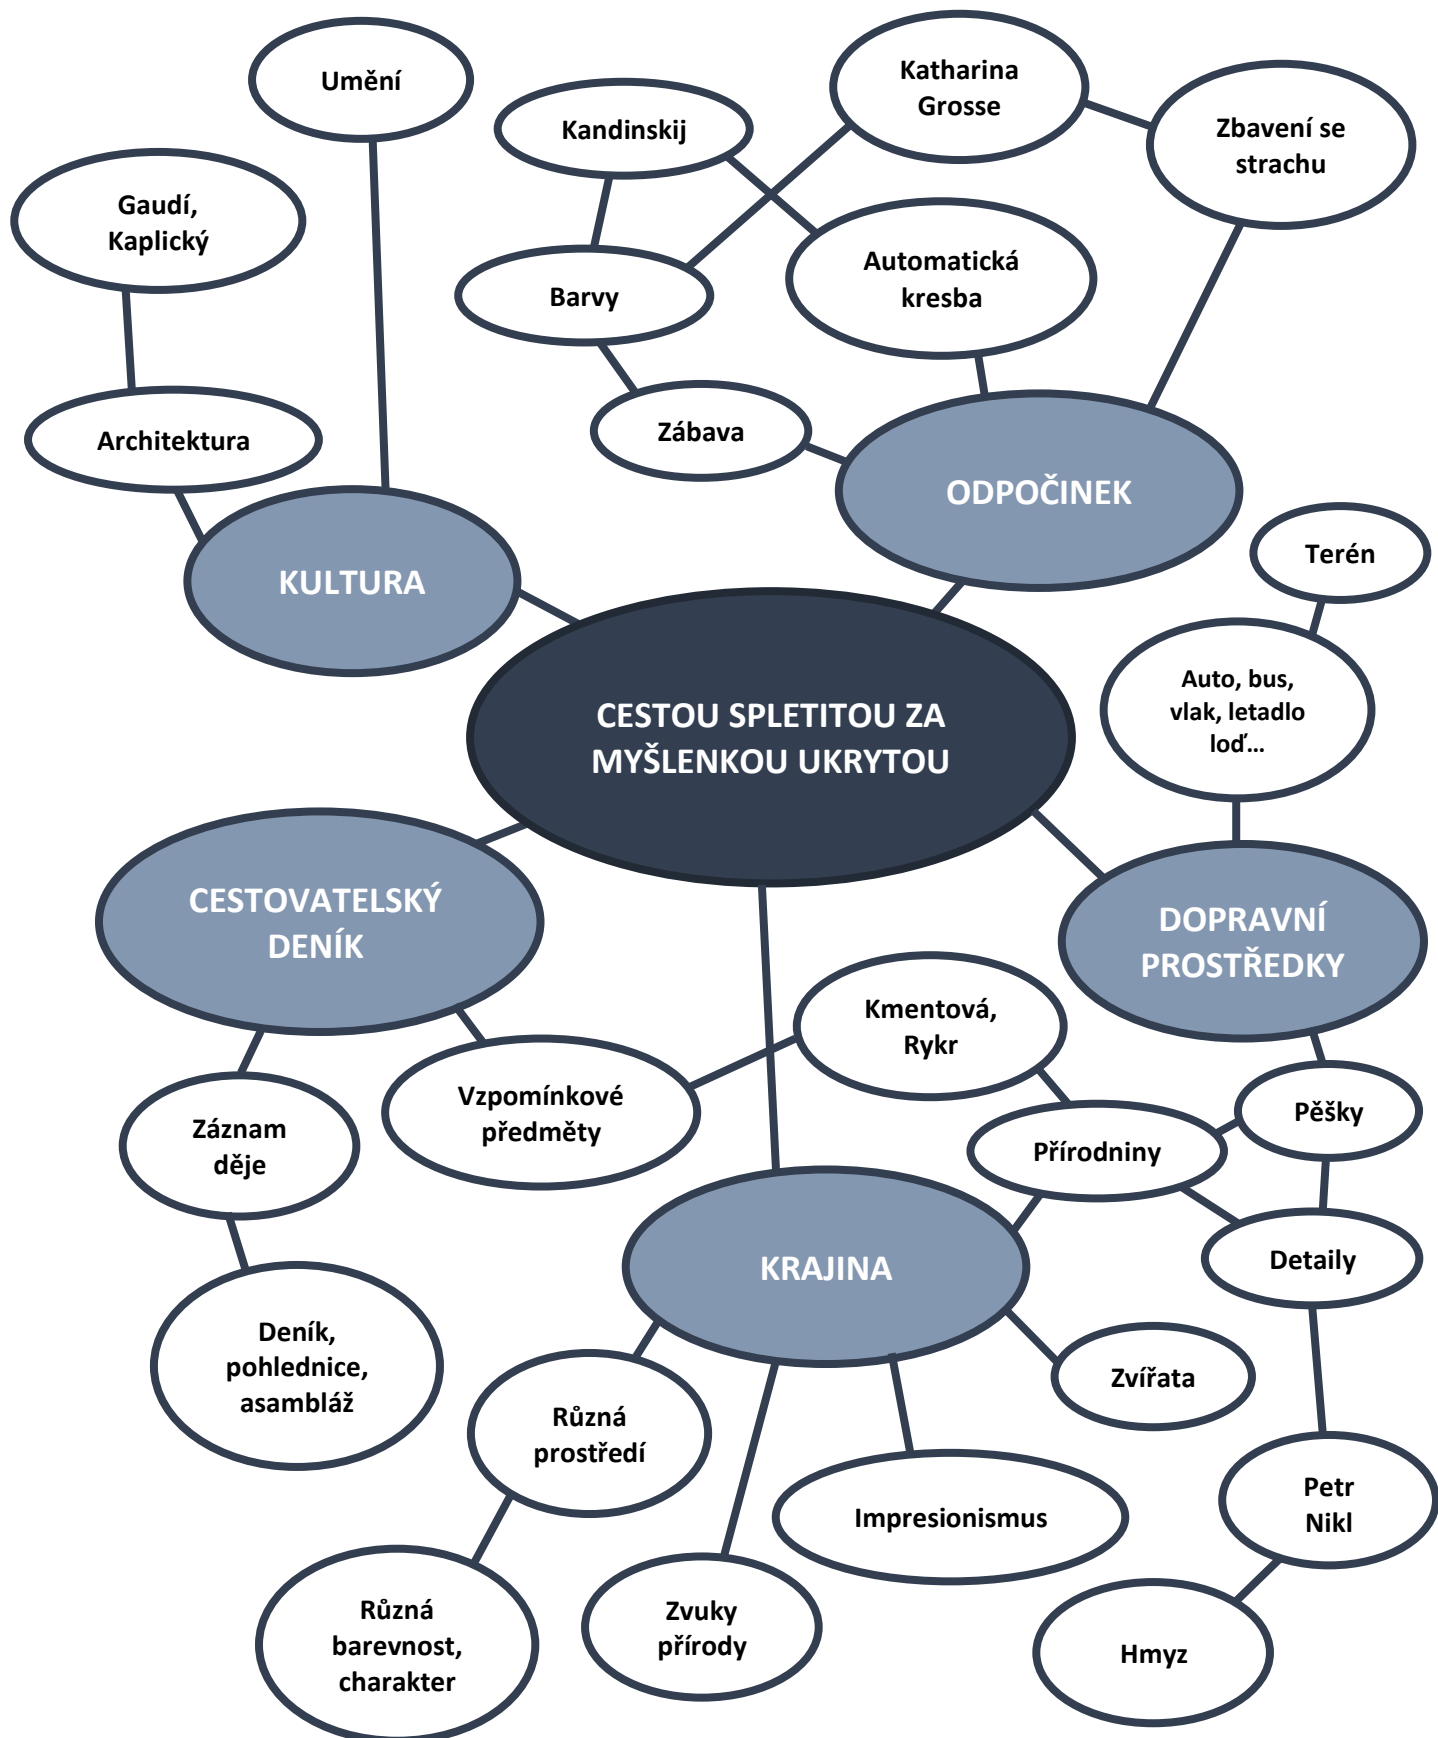 Umění
Katharina
Grosse
Kandinskij
Zbavení se
strachu
Gaudí,
Kaplický
Automatická
kresba
Barvy
Architektura
Zábava
ODPOČINEK
Terén
KULTURA
Auto, bus,
vlak, letadlo
loď...
CESTOU SPLETITOU ZA
MYŠLENKOU UKRYTOU
CESTOVATELSKÝ
DENÍK
DOPRAVNÍ
PROSTŘEDKY
Kmentová,
Rykr
Vzpomínkové
předměty
Pěšky
Záznam
děje
Přírodniny
KRAJINA
Detaily
Deník,
pohlednice,
asambláž
Zvířata
Různá
prostředí
Petr
Nikl
Impresionismus
Různá
barevnost,
charakter
Zvuky
přírody
Hmyz